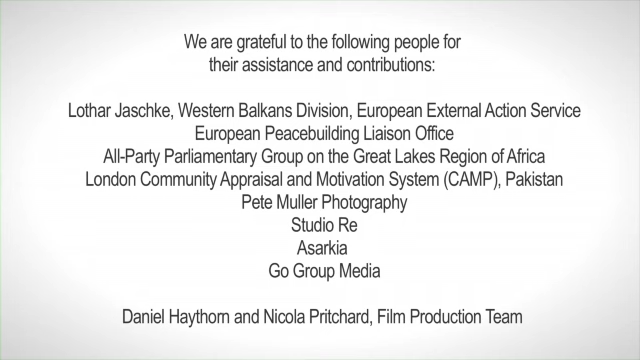 We are grateful to the following people for
their assistance and contributions:
Lothar Jaschke, Western Balkans Division, European External Action Service
European Peacebuilding Liaison Office
All-Party Parliamentary Group on the Great Lakes Region of Africa
London Community Appraisal and Motivation System (CAMP), Pakistan
Pete Muller Photography
Studio Re
Asarkia
Go Group Media
Daniel Haythorn and Nicola Pritchard, Film Production Team